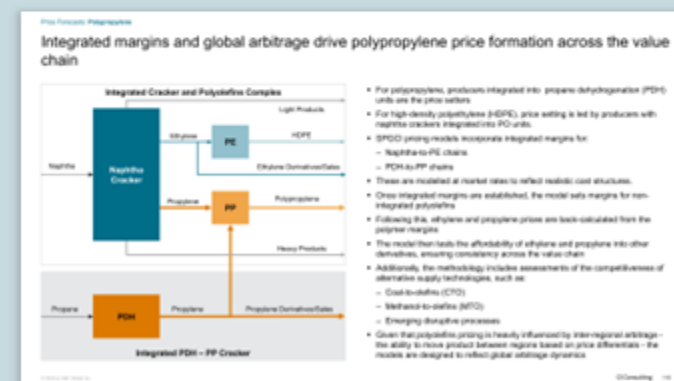 Price Forecasts: Polypropylene
Integrated margins and global arbitrage drive polypropylene price formation across the value
chain
Integrated Cracker and Polyolefins Complex
Light Products
Ethylene
PE
HDPE
Naphtha
Naphtha
Cracker
Ethylene Derivatives/Sales
Propylene
PP
Polypropylene
Heavy Products
Propane
PDH
Propylene
Propylene Derivatives/Sales
Integrated PDH – PP Cracker
• For polypropylene, producers integrated into propane dehydrogenation (PDH)
units are the price setters
• For high-density polyethylene (HDPE), price setting is led by producers with
naphtha crackers integrated into PO units.
• pricing models incorporate integrated margins for:
– Naphtha-to-PE chains
– PDH-to-PP chains
• These are modelled at market rates to reflect realistic cost structures.
• Once integrated margins are established, the model sets margins for non-
integrated polyolefins
• Following this, ethylene and propylene prices are back-calculated from the
polymer margins
• The model then tests the affordability of ethylene and propylene into other
derivatives, ensuring consistency across the value chain
• Additionally, the methodology includes assessments of the competitiveness of
alternative supply technologies, such as:
– Coal-to-olefins (CTO)
– Methanol-to-olefins (MTO)
– Emerging disruptive processes
• Given that polyolefins pricing is heavily influenced by inter-regional arbitrage -
the ability to move product between regions based on price differentials - the
models are designed to reflect global arbitrage dynamics
Consulting